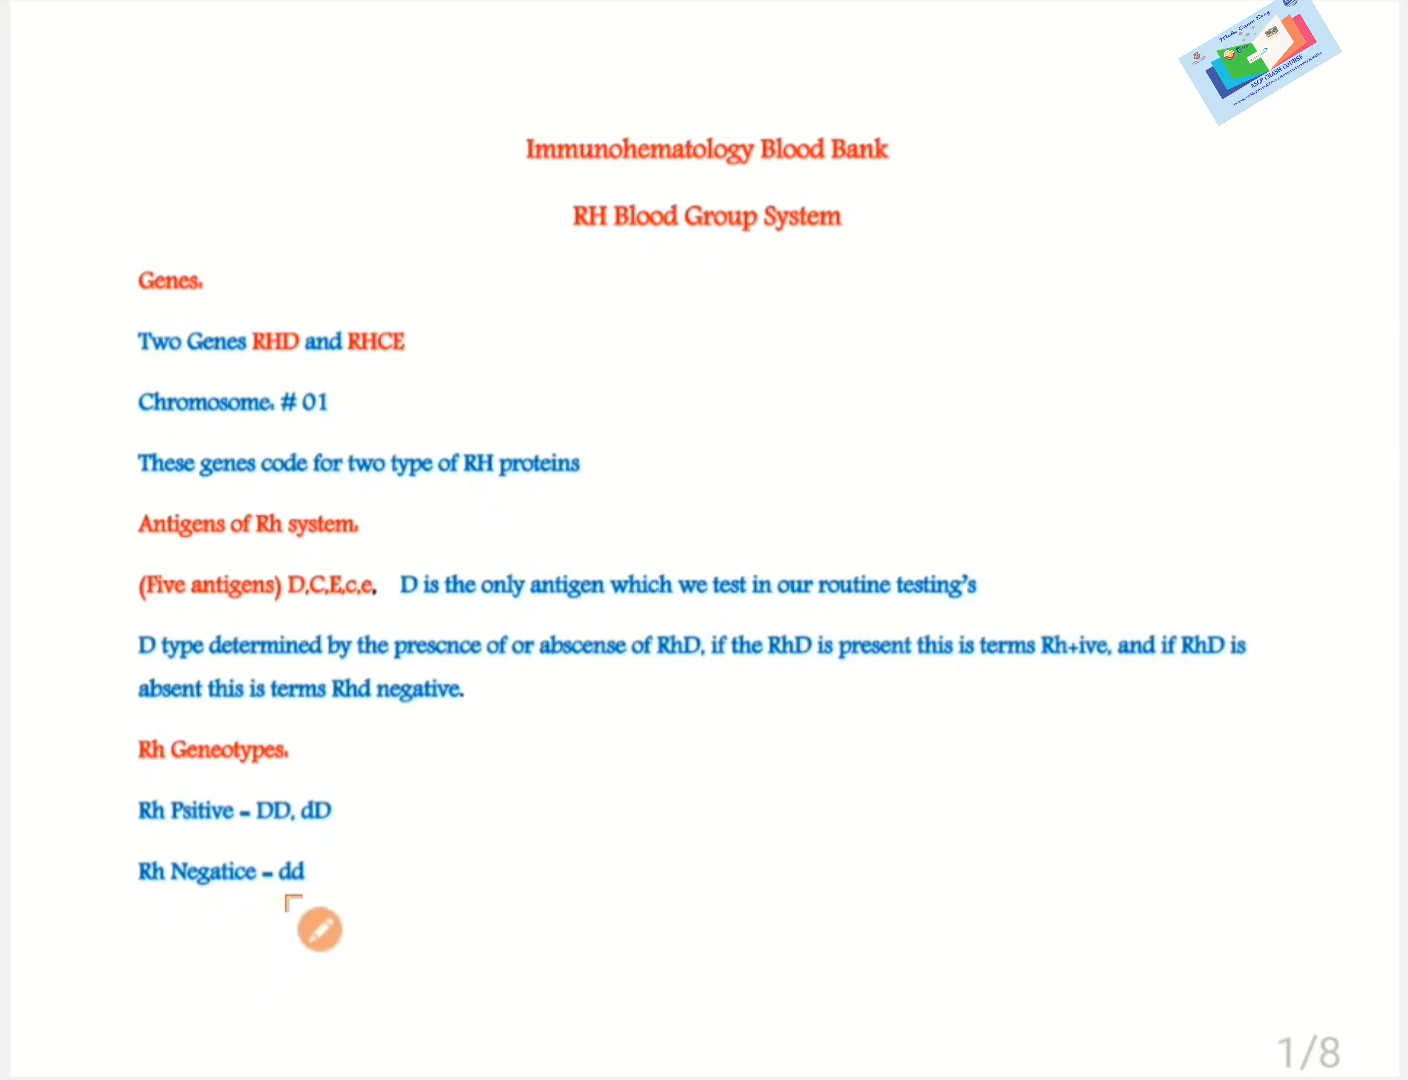 Immunohematology Blood Bank
RH Blood Group System
Genes.
Two Genes RHD and RHCE
Chromosome. # 01
These genes code for two type of RH proteins
Antigens of Rh system.
(Five antigens) D,C,E,c,e, D is the only antigen which we test in our routine testing's
D type determined by the prescnce of or abscense of RhD, if the RhD is present this is terms Rh+ive, and if RhD is
absent this is terms Rhd negative.
Rh Geneotypes.
Rh Psitive - DD, dD
Rh Negatice - dd
ASCP CRASH COURSE
1/8